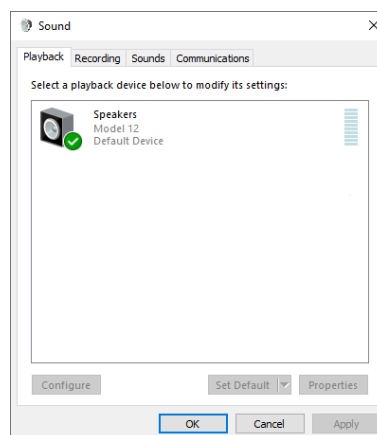 Sound
Playback Recording Sounds Communications
Select a playback device below to modify its settings:
Speakers
Model 12
Default Device
Configure Set Default Properties
OK Cancel Apply